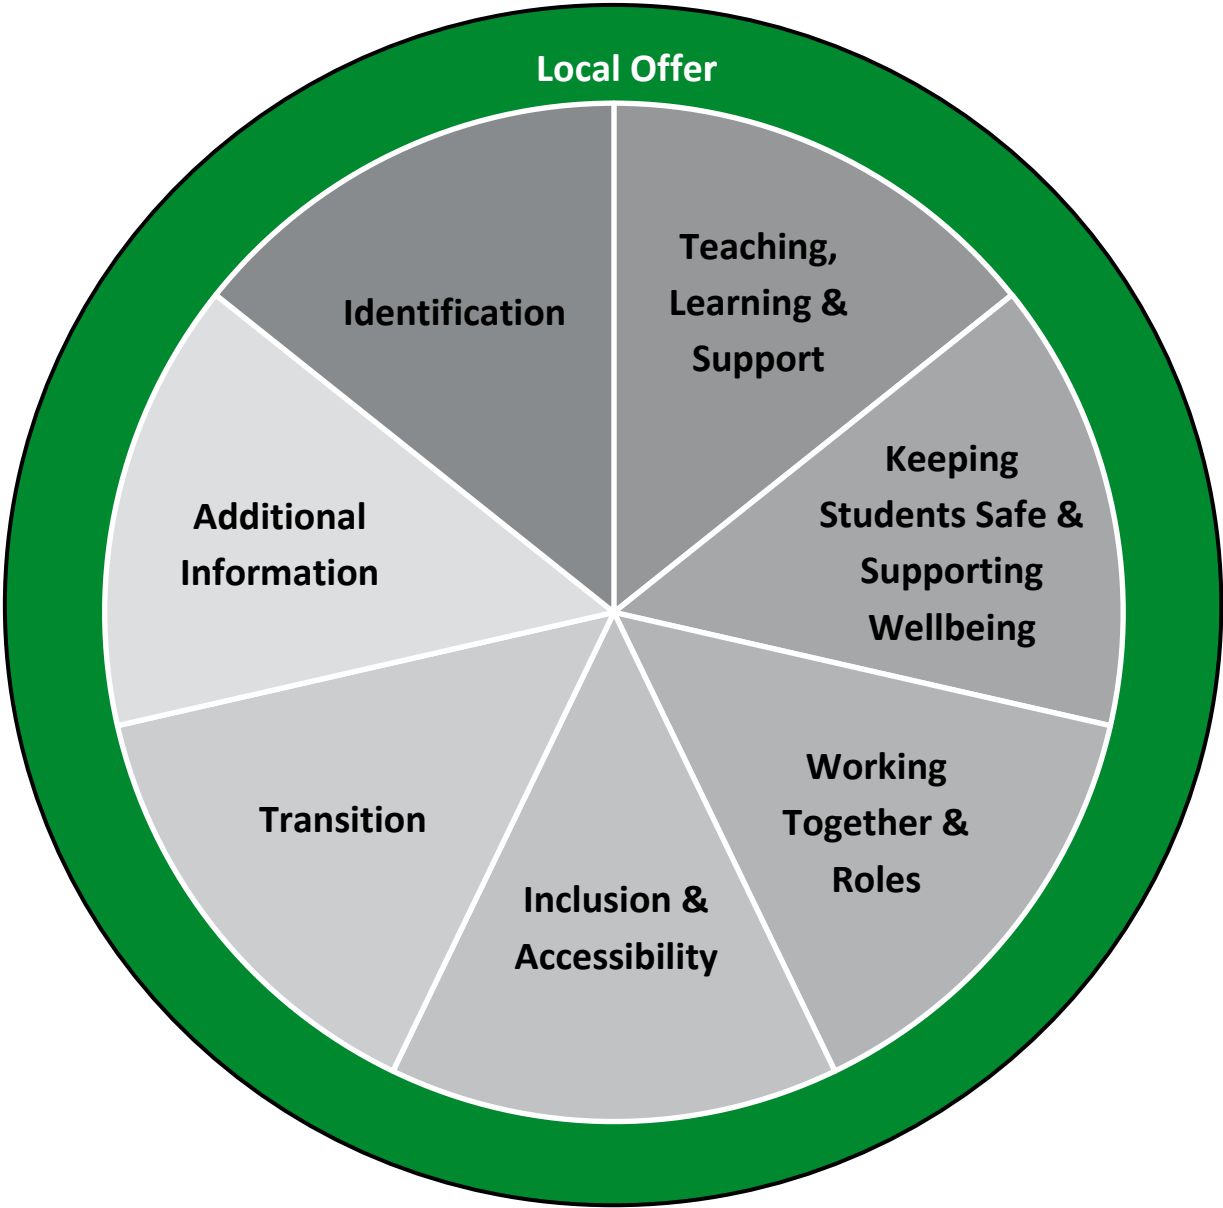 Local Offer
Identification
Teaching,
Learning &
Support
Keeping
Students Safe &
Supporting
Wellbeing
Working
Together &
Roles
Inclusion &
Accessibility
Transition
Additional
Information